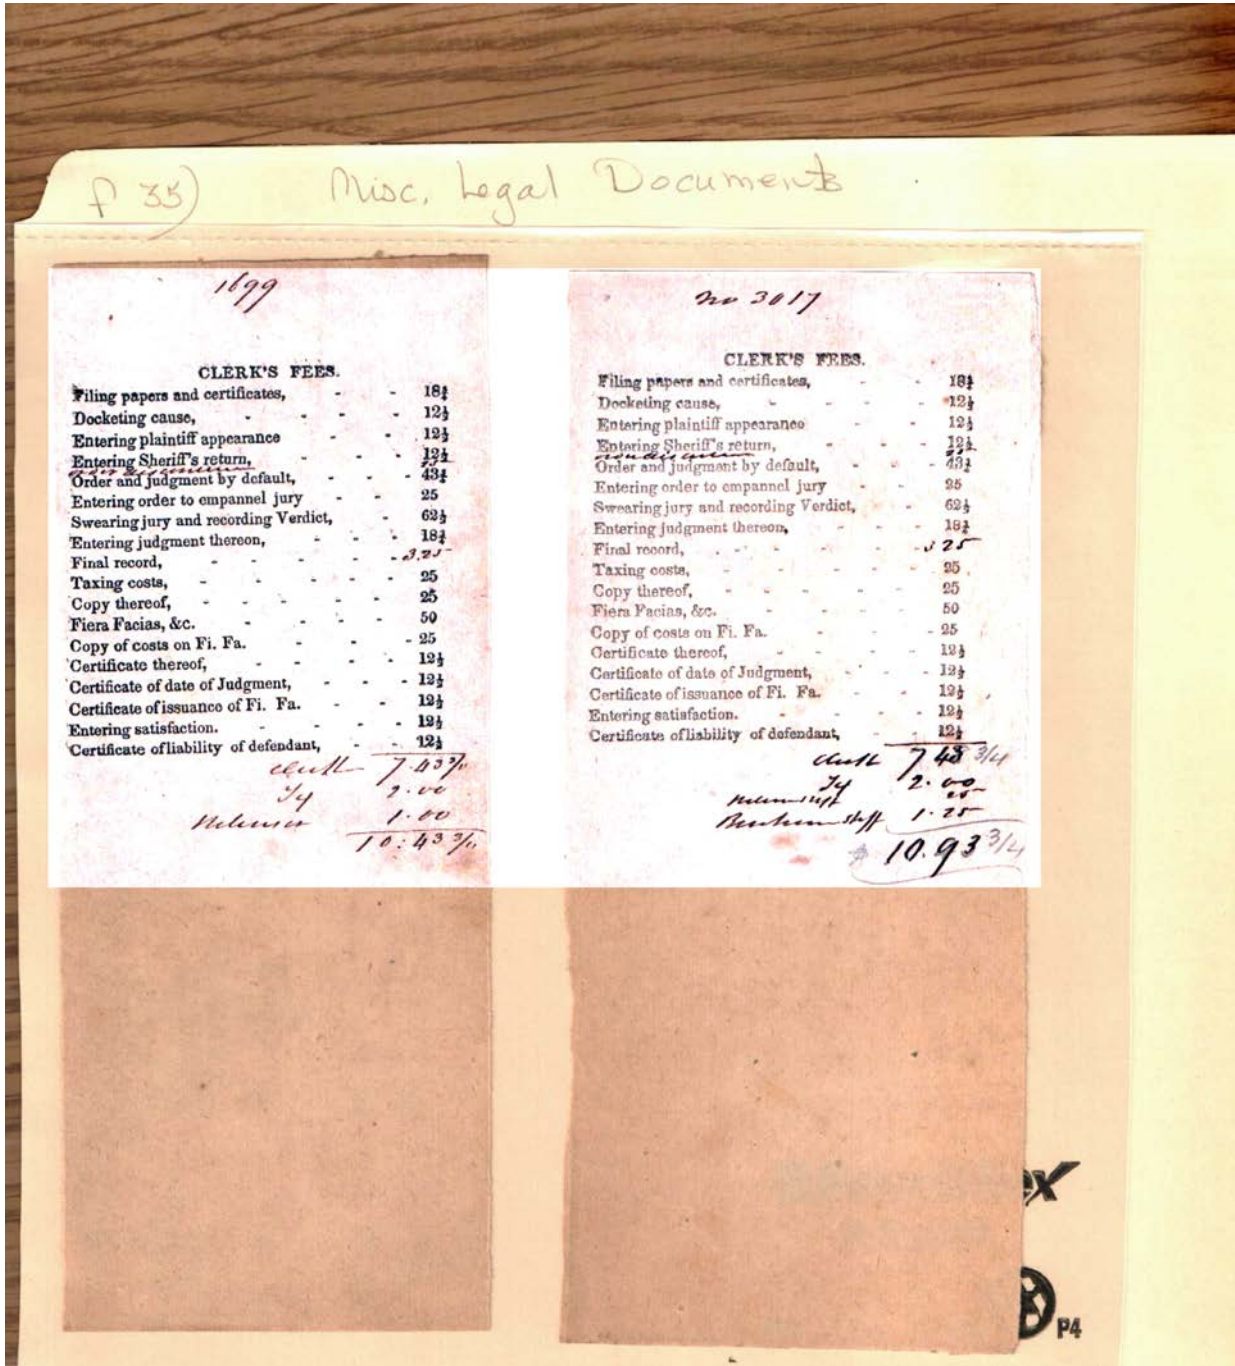 f 35) Misc. Legal Documents
1699
CLERK'S FEES.
Filing papers and certificates, - - 18¾
Docketing cause, - - - - 12½
Entering plaintiff appearance - - 12½
Entering Sheriff's return, - - - 12½
Order and judgment by default, - - - 43¾
Entering order to empannel jury - 25
Swearing jury and recording Verdict, - 62½
Entering judgment thereon, - - - 18¾
Final record, - - - - - 3.25
Taxing costs, - - - - - 25
Copy thereof, - - - - - 25
Fiera Facias, &c. - - - 50
Copy of costs on Fi. Fa. - - - 25
Certificate thereof, - - - - 12½
Certificate of date of Judgment, - - - 12½
Certificate of issuance of Fi. Fa. - - 12½
Entering satisfaction. - - - - 12½
Certificate of liability of defendant, - - 12½
7.43¾
2.00
1.00
10.43¾
no 3017
CLERK'S FEES.
Filing papers and certificates, - - 18¾
Docketing cause, - - - - 12½
Entering plaintiff appearance - - - 12½
Entering Sheriff's return, - - - 12½
Order and judgment by default, - - - 43¾
Entering order to empannel jury - - 25
Swearing jury and recording Verdict, - 62½
Entering judgment thereon, - - - 18¾
Final record, - - - - - 3 25
Taxing costs, - - - - - 25
Copy thereof, - - - - - 25
Fiera Facias, &c. - - - 50
Copy of costs on Fi. Fa. - - - 25
Certificate thereof, - - - - 12½
Certificate of date of Judgment, - - - 12½
Certificate of issuance of Fi. Fa. - - 12½
Entering satisfaction. - - - - 12½
Certificate of liability of defendant, - 12½
7 43 3/4
2.00
25
1.25
$ 10.93 3/4
ex
P4